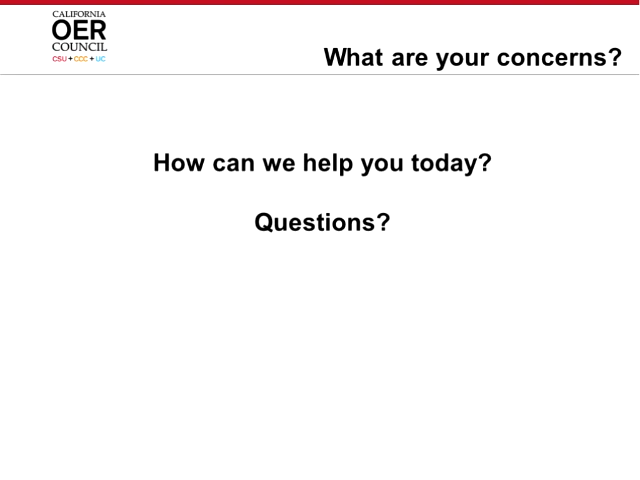 CALIFORNIA
OER
COUNCIL
CSU + CCC + UC
What are your concerns?
How can we help you today?
Questions?